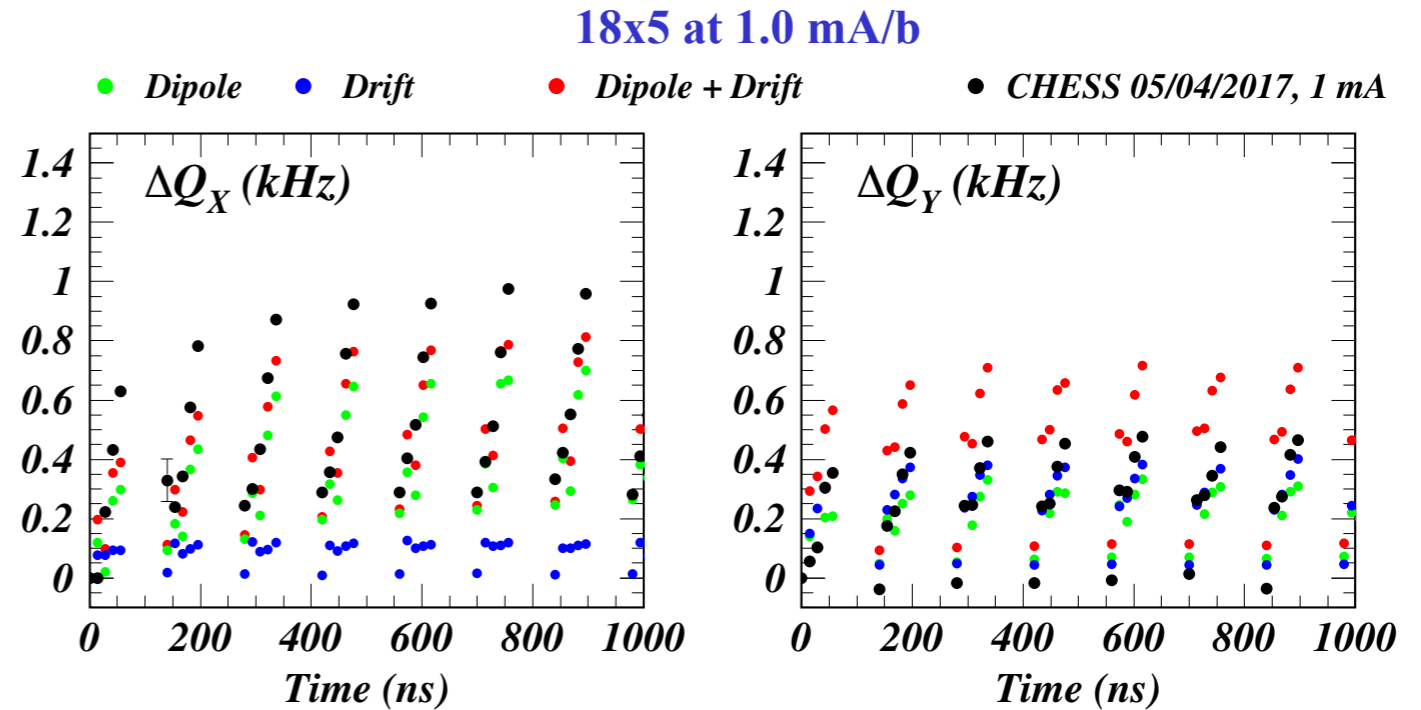 18x5 at 1.0 mA/b
Dipole Drift Dipole + Drift CHESS 05/04/2017, 1 mA
ΔQ_X (kHz)
1.4
1.2
1
0.8
0.6
0.4
0.2
0
0 200 400 600 800 1000
Time (ns)
ΔQ_Y (kHz)
1.4
1.2
1
0.8
0.6
0.4
0.2
0
0 200 400 600 800 1000
Time (ns)